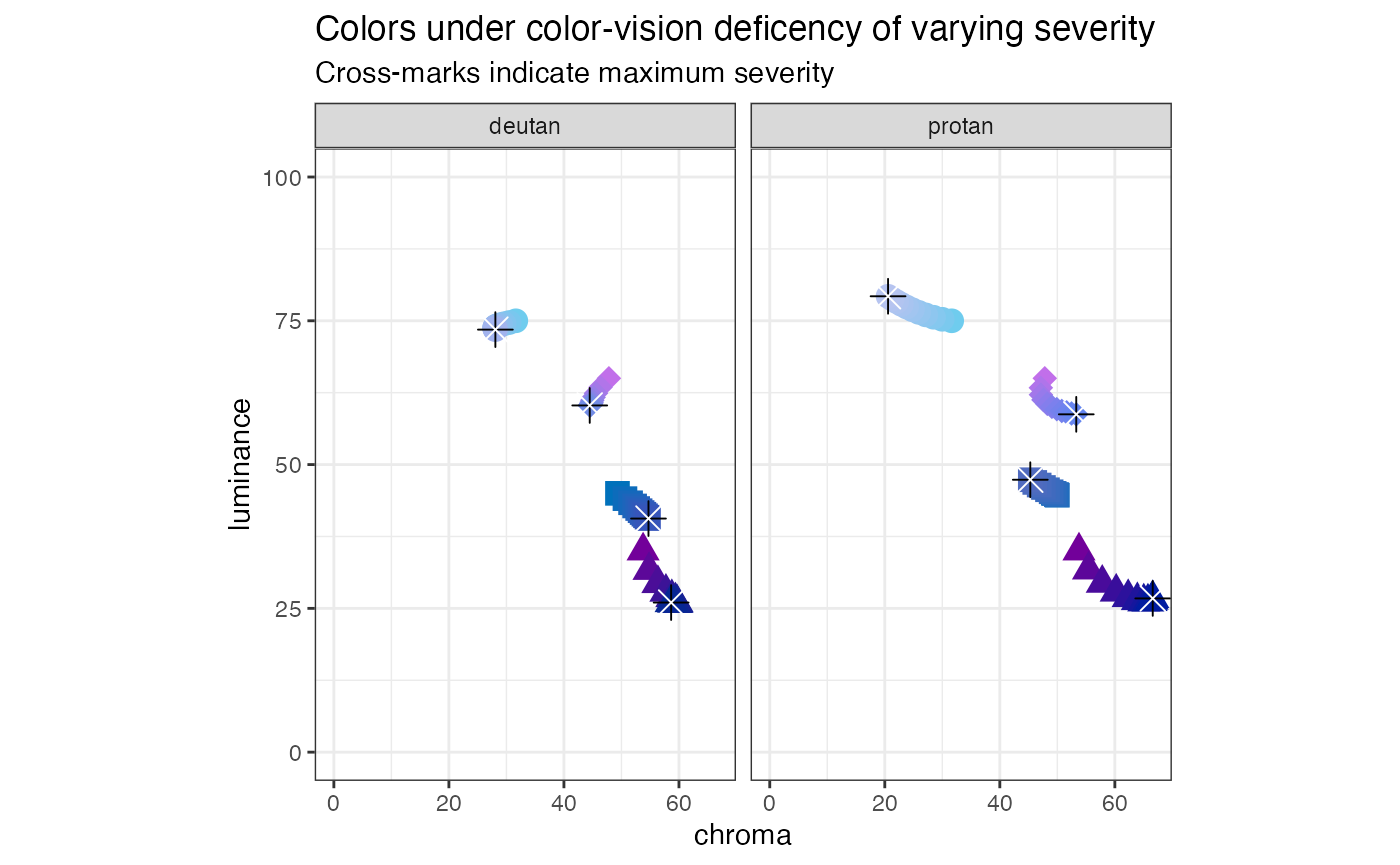 Colors under color-vision deficency of varying severity
Cross-marks indicate maximum severity
deutan
protan
100
75
50
25
0
luminance
0 20 40 60
0 20 40 60
chroma